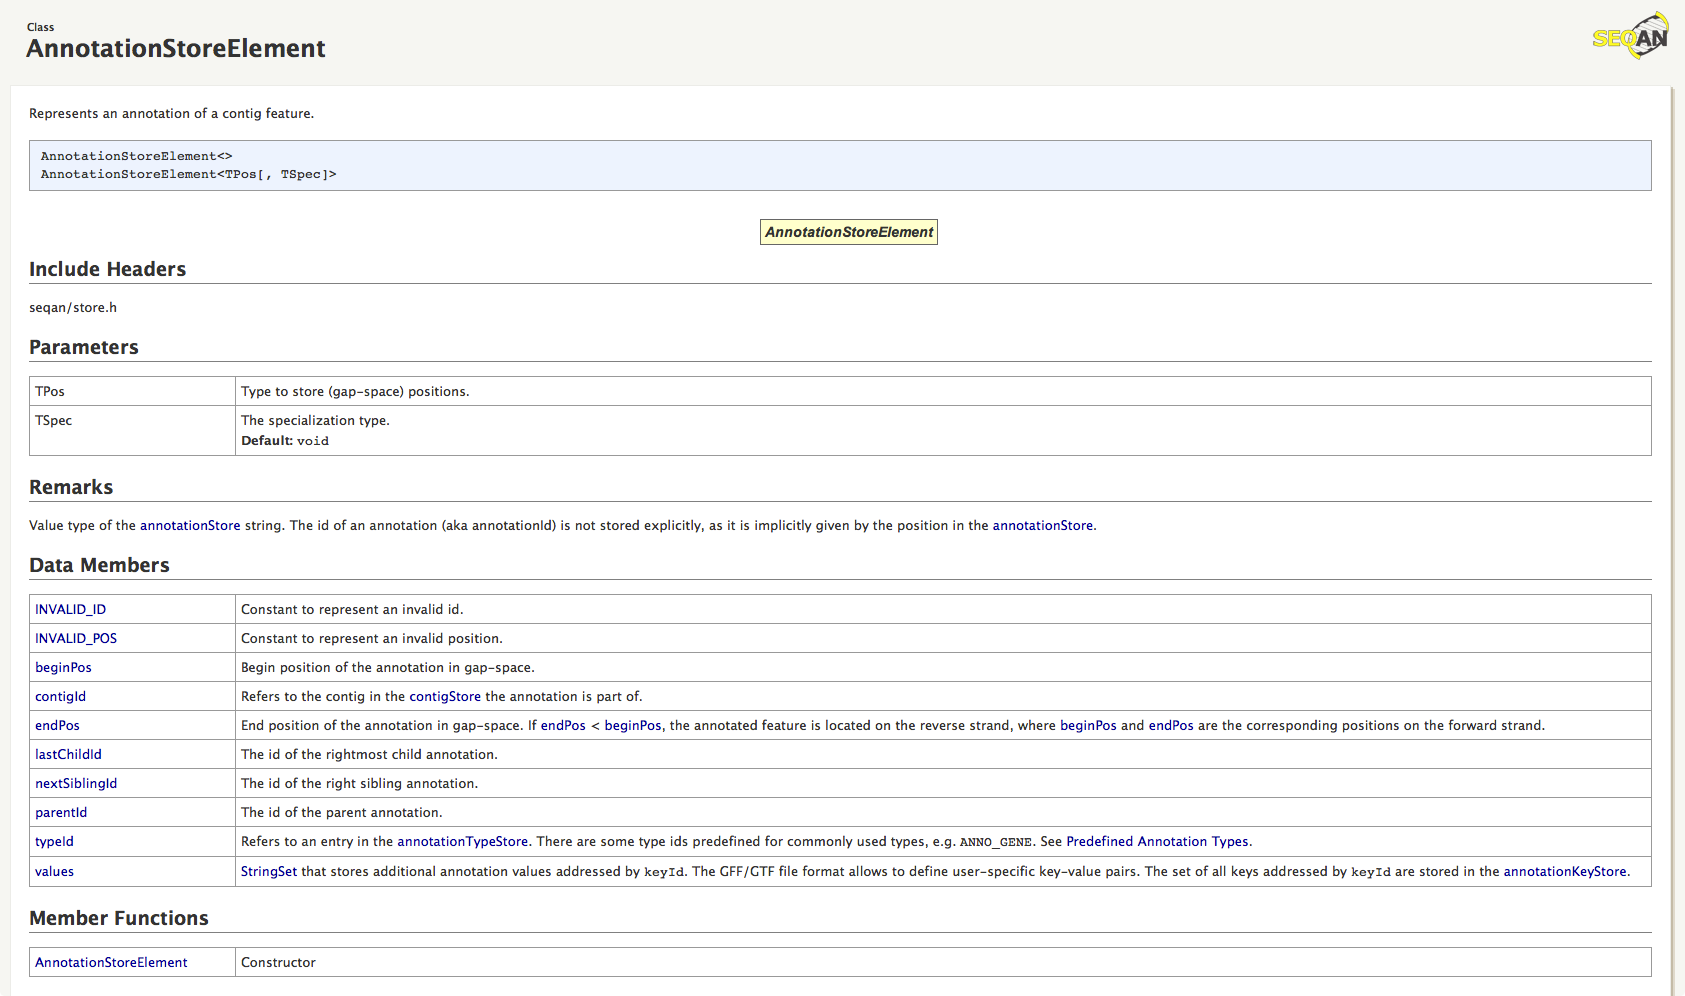 Class
AnnotationStoreElement
SEQAN
Represents an annotation of a contig feature.
AnnotationStoreElement<>
AnnotationStoreElement<TPos[, TSpec]>
AnnotationStoreElement
Include Headers
seqan/store.h
Parameters
TPos Type to store (gap-space) positions.
TSpec The specialization type.
Default: void
Remarks
Value type of the annotationStore string. The id of an annotation (aka annotationId) is not stored explicitly, as it is implicitly given by the position in the annotationStore.
Data Members
INVALID_ID Constant to represent an invalid id.
INVALID_POS Constant to represent an invalid position.
beginPos Begin position of the annotation in gap-space.
contigId Refers to the contig in the contigStore the annotation is part of.
endPos End position of the annotation in gap-space. If endPos < beginPos, the annotated feature is located on the reverse strand, where beginPos and endPos are the corresponding positions on the forward strand.
lastChildId The id of the rightmost child annotation.
nextSiblingId The id of the right sibling annotation.
parentId The id of the parent annotation.
typeId Refers to an entry in the annotationTypeStore. There are some type ids predefined for commonly used types, e.g. ANNO_GENE. See Predefined Annotation Types.
values StringSet that stores additional annotation values addressed by keyId. The GFF/GTF file format allows to define user-specific key-value pairs. The set of all keys addressed by keyId are stored in the annotationKeyStore.
Member Functions
AnnotationStoreElement Constructor